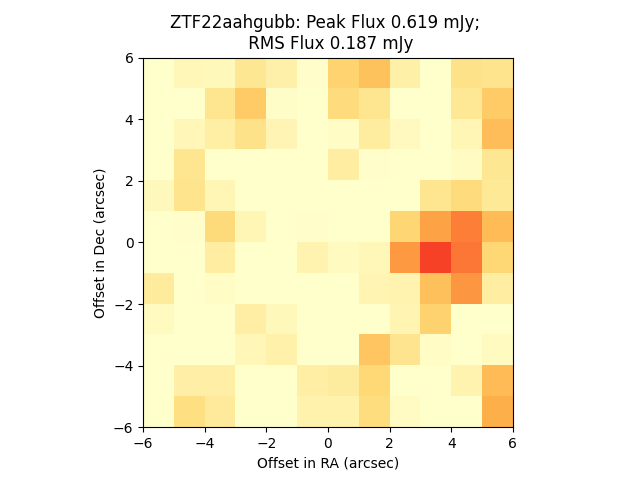 ZTF22aahgubb: Peak Flux 0.619 mJy;
RMS Flux 0.187 mJy
6
4
2
0
−2
−4
−6
Offset in Dec (arcsec)
−6 −4 −2 0 2 4 6
Offset in RA (arcsec)